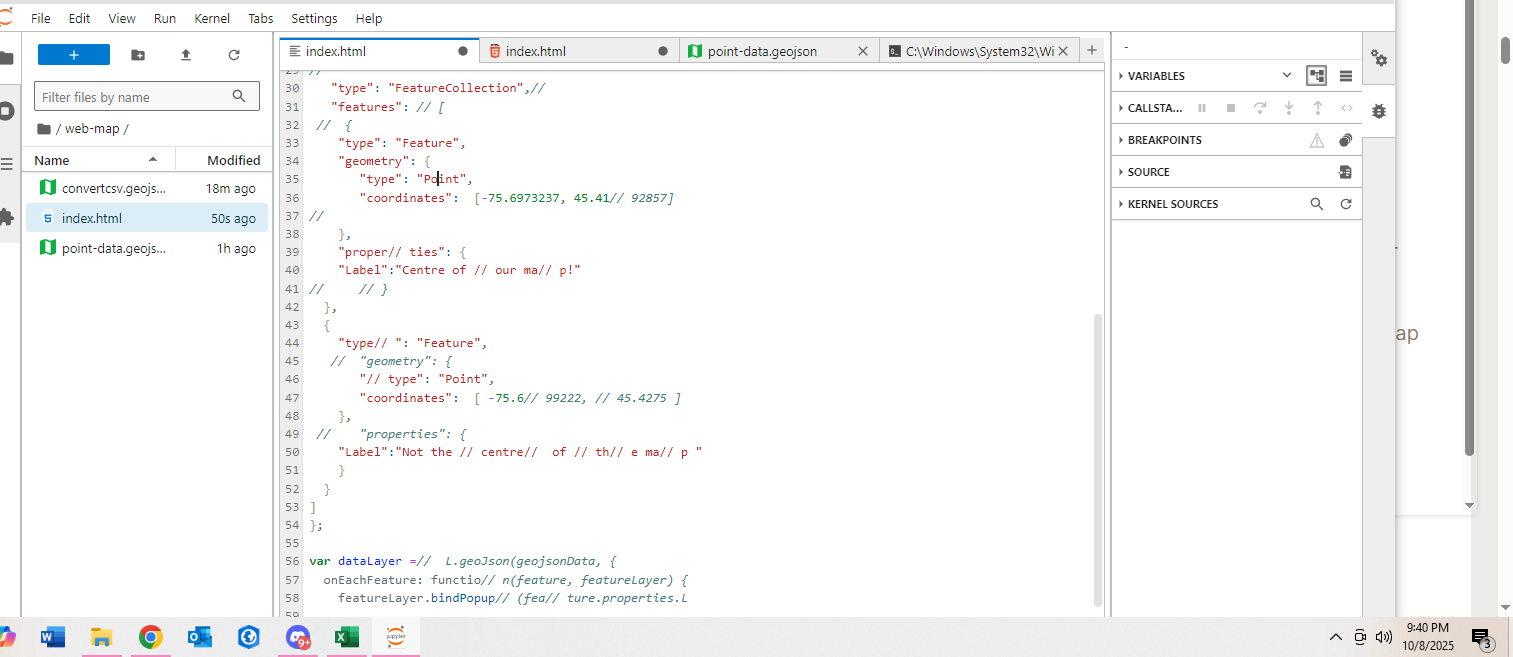 File Edit View Run Kernel Tabs Settings Help
+
Filter files by name
/ web-map /
Name Modified
convertcsv.geojs... 18m ago
index.html 50s ago
point-data.geojs... 1h ago
index.html
index.html
point-data.geojson
C:\Windows\System32\Wi
+
//
30 "type": "FeatureCollection",//
31 "features": // [
32 // {
33 "type": "Feature",
34 "geometry": {
35 "type": "Point",
36 "coordinates": [-75.6973237, 45.41// 92857]
37 //
38 },
39 "proper// ties": {
40 "Label":"Centre of // our ma// p!"
41 // // }
42 },
43 {
44 "type// ": "Feature",
45 // "geometry": {
46 "// type": "Point",
47 "coordinates": [ -75.6// 99222, // 45.4275 ]
48 },
49 // "properties": {
50 "Label":"Not the // centre// of // th// e ma// p "
51 }
52 }
53 ]
54 };
55
56 var dataLayer =// L.geoJson(geojsonData, {
57 onEachFeature: functio// n(feature, featureLayer) {
58 featureLayer.bindPopup// (fea// ture.properties.L
59
-
VARIABLES
CALLSTA...
BREAKPOINTS
SOURCE
KERNEL SOURCES
ap
9+
jupyter
9:40 PM
10/8/2025
3